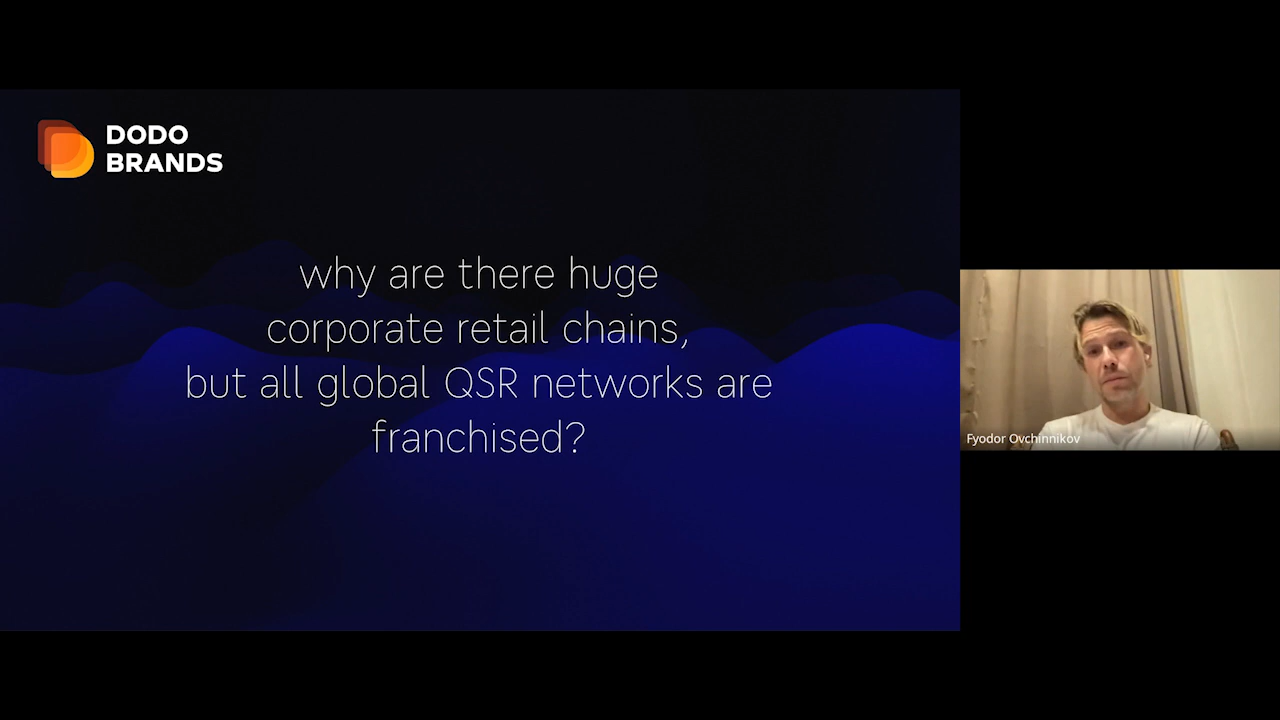 DODO
BRANDS
why are there huge
corporate retail chains,
but all global QSR networks are
franchised?
Fyodor Ovchinnikov